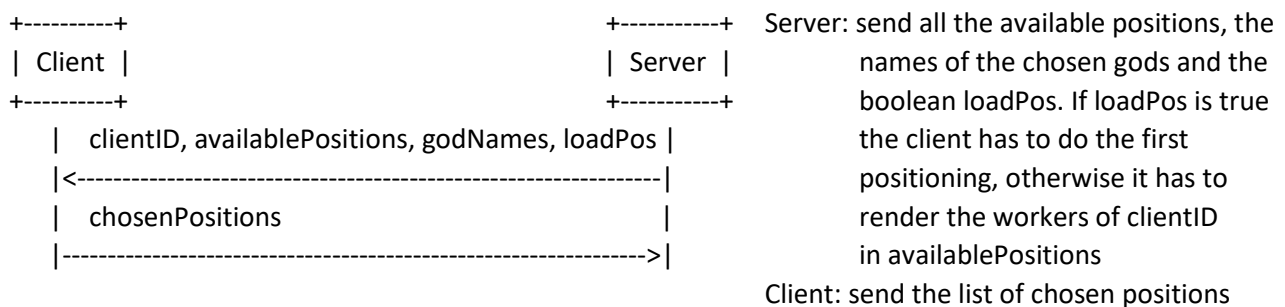 +----------+ +-----------+ Server: send all the available positions, the
| Client | | Server | names of the chosen gods and the
+----------+ +-----------+ boolean loadPos. If loadPos is true
| clientID, availablePositions, godNames, loadPos | the client has to do the first
|<-----------------------------------------------------------------| positioning, otherwise it has to
| chosenPositions | render the workers of clientID
|----------------------------------------------------------------->| in availablePositions
Client: send the list of chosen positions